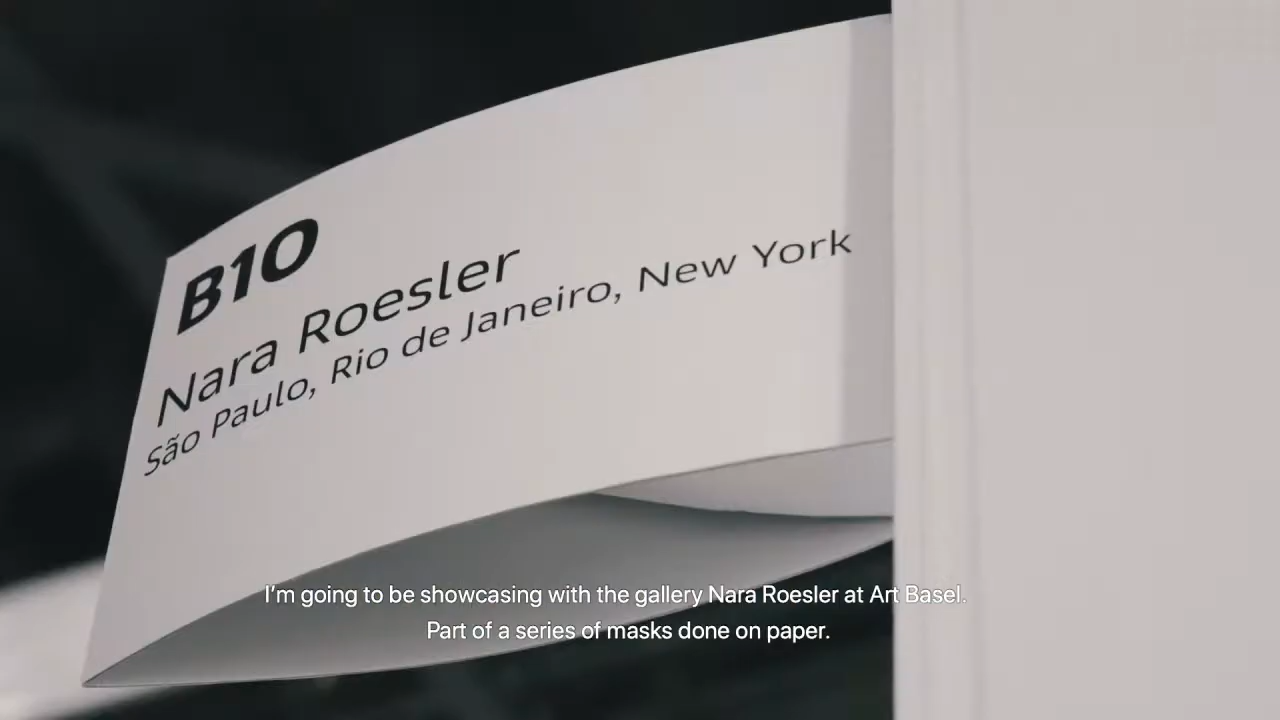 B10
Nara Roesler
São Paulo, Rio de Janeiro, New York
I'm going to be showcasing with the gallery Nara Roesler at Art Basel.
Part of a series of masks done on paper.